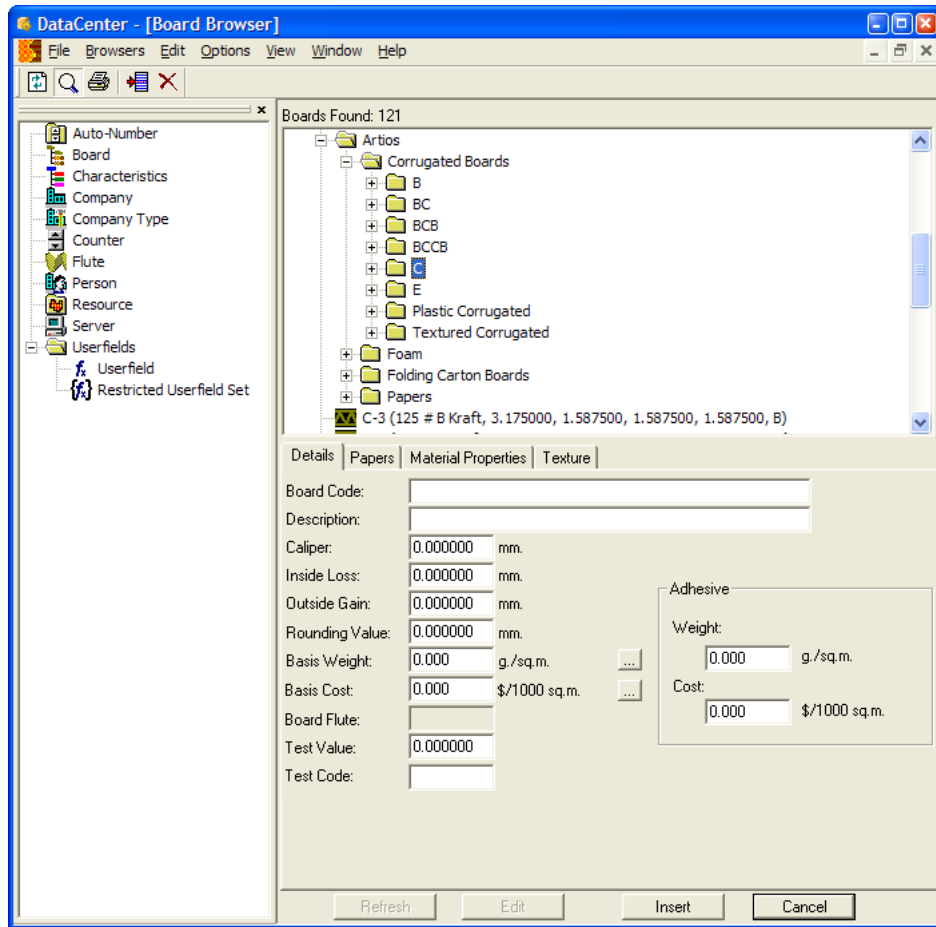 DataCenter - [Board Browser]
File Browsers Edit Options View Window Help
Auto-Number
Board
Characteristics
Company
Company Type
Counter
Flute
Person
Resource
Server
Userfields
Userfield
Restricted Userfield Set
Boards Found: 121
Artios
Corrugated Boards
B
BC
BCB
BCCB
C
E
Plastic Corrugated
Textured Corrugated
Foam
Folding Carton Boards
Papers
C-3 (125 # B Kraft, 3.175000, 1.587500, 1.587500, 1.587500, B)
Details Papers Material Properties Texture
Board Code:
Description:
Caliper: 0.000000 mm.
Inside Loss: 0.000000 mm.
Outside Gain: 0.000000 mm.
Rounding Value: 0.000000 mm.
Basis Weight: 0.000 g./sq.m. ...
Basis Cost: 0.000 $/1000 sq.m. ...
Board Flute:
Test Value: 0.000000
Test Code:
Adhesive
Weight:
0.000 g./sq.m.
Cost:
0.000 $/1000 sq.m.
Refresh Edit Insert Cancel